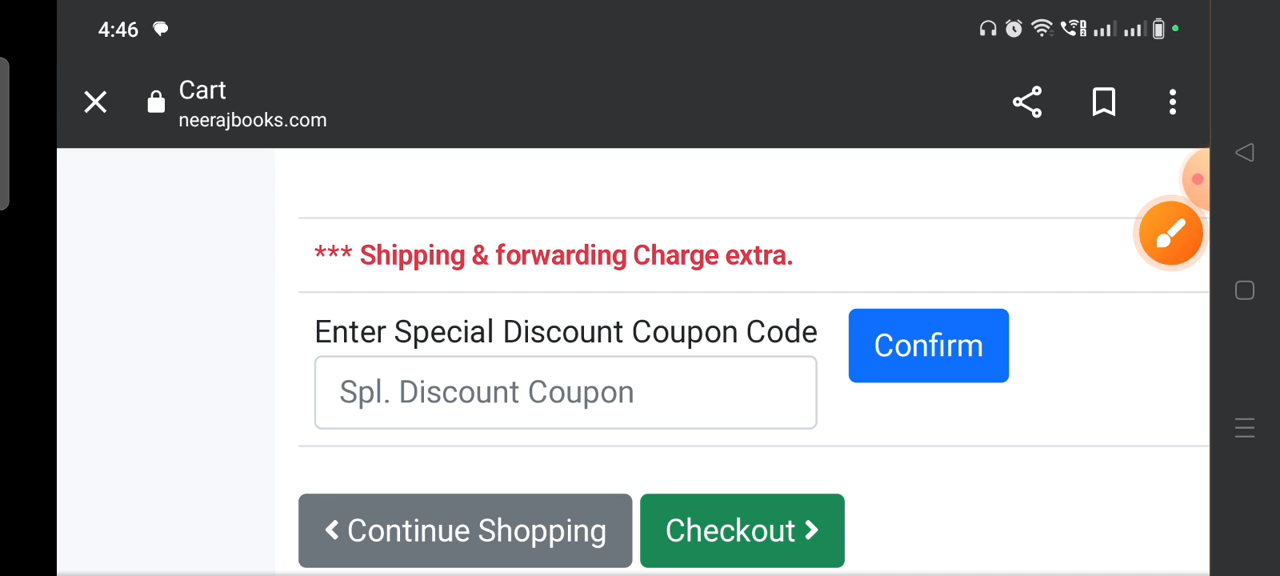 4:46
Cart
neerajbooks.com
*** Shipping & forwarding Charge extra.
Enter Special Discount Coupon Code
Confirm
Spl. Discount Coupon
Continue Shopping
Checkout